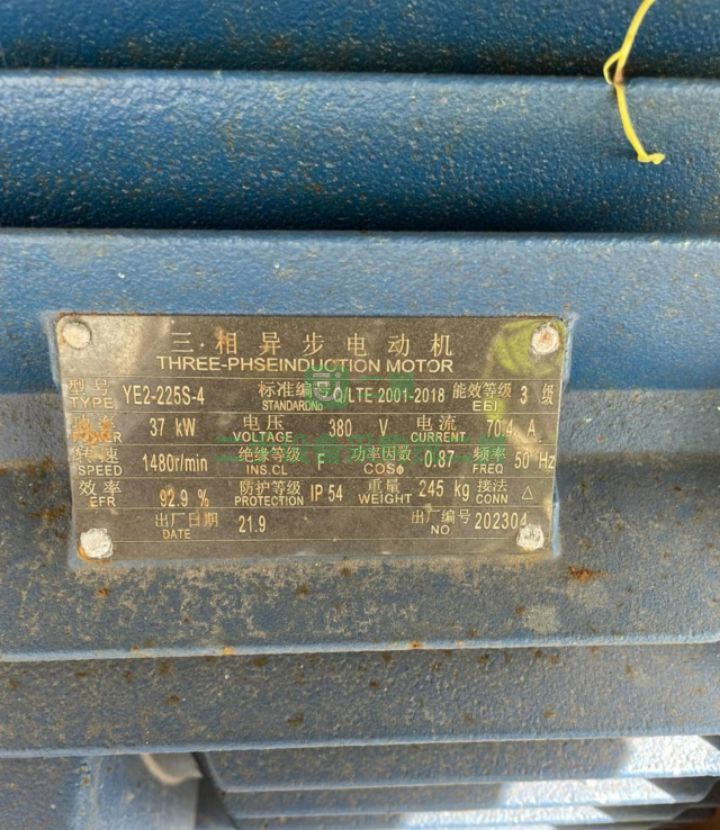 三·相异步电动机
THREE-PHSEINDUCTION MOTOR
型号 TYPE YE2-225S-4 标准编号 STANDARDNo Q/LTE 2001-2018 能效等级 EEI 3 级
37 kW 电压 VOLTAGE 380 V 电流 CURRENT 70.4 A
转速 SPEED 1480r/min 绝缘等级 INS.CL F 功率因数 COSφ 0.87 频率 FREQ 50 Hz
效率 EFR 92.9 % 防护等级 PROTECTION IP 54 重量 WEIGHT 245 kg 接法 CONN △
出厂日期 DATE 21.9 出厂编号 NO 202304